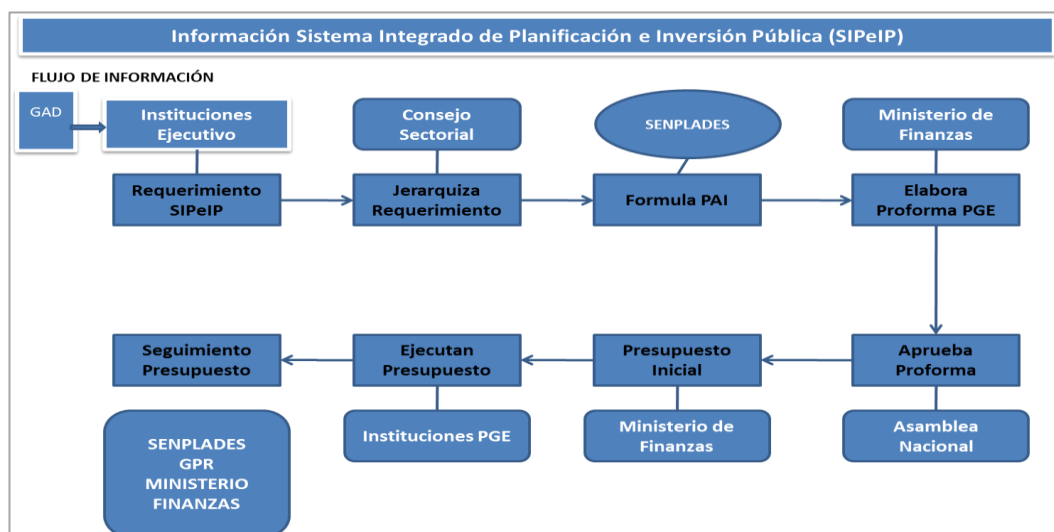 Información Sistema Integrado de Planificación e Inversión Pública (SIPeIP)
FLUJO DE INFORMACIÓN
GAD
Instituciones
Ejecutivo
Consejo
Sectorial
SENPLADES
Ministerio de
Finanzas
Requerimiento
SIPeIP
Jerarquiza
Requerimiento
Formula PAI
Elabora
Proforma PGE
Seguimiento
Presupuesto
Ejecutan
Presupuesto
Presupuesto
Inicial
Aprueba
Proforma
SENPLADES
GPR
MINISTERIO
FINANZAS
Instituciones PGE
Ministerio de
Finanzas
Asamblea
Nacional